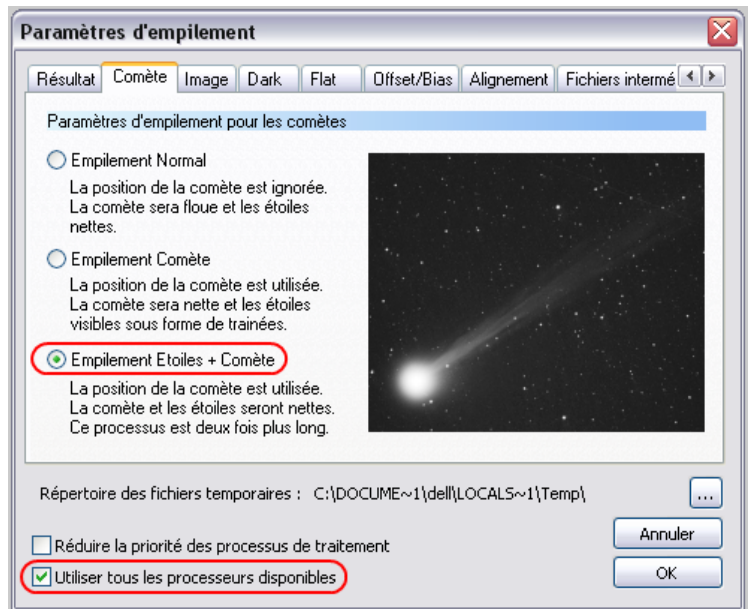 Paramètres d'empilement
Résultat Comète Image Dark Flat Offset/Bias Alignement Fichiers intermé
Paramètres d'empilement pour les comètes
Empilement Normal
La position de la comète est ignorée.
La comète sera floue et les étoiles
nettes.
Empilement Comète
La position de la comète est utilisée.
La comète sera nette et les étoiles
visibles sous forme de trainées.
Empilement Etoiles + Comète
La position de la comète est utilisée.
La comète et les étoiles seront nettes.
Ce processus est deux fois plus long.
Répertoire des fichiers temporaires : C:\DOCUME~1\dell\LOCALS~1\Temp\
...
Réduire la priorité des processus de traitement
Annuler
Utiliser tous les processeurs disponibles
OK